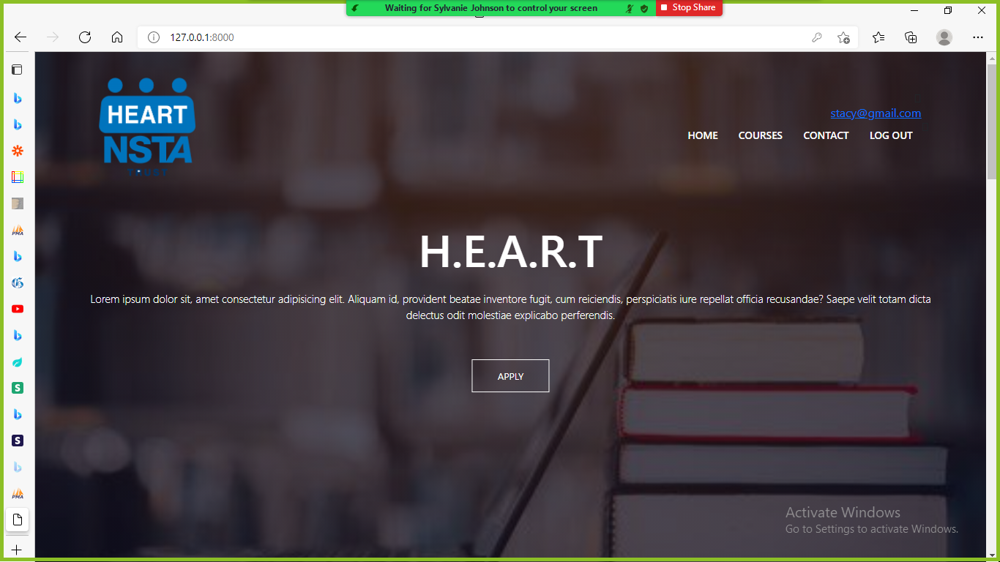 Waiting for Sylvanie Johnson to control your screen
Stop Share
127.0.0.1:8000
HEART
NSTA
TRUST
stacy@gmail.com
HOME COURSES CONTACT LOG OUT
H.E.A.R.T
Lorem ipsum dolor sit, amet consectetur adipisicing elit. Aliquam id, provident beatae inventore fugit, cum reiciendis, perspiciatis iure repellat officia recusandae? Saepe velit totam dicta
delectus odit molestiae explicabo perferendis.
APPLY
PMA
S
S
PMA
Activate Windows
Go to Settings to activate Windows.